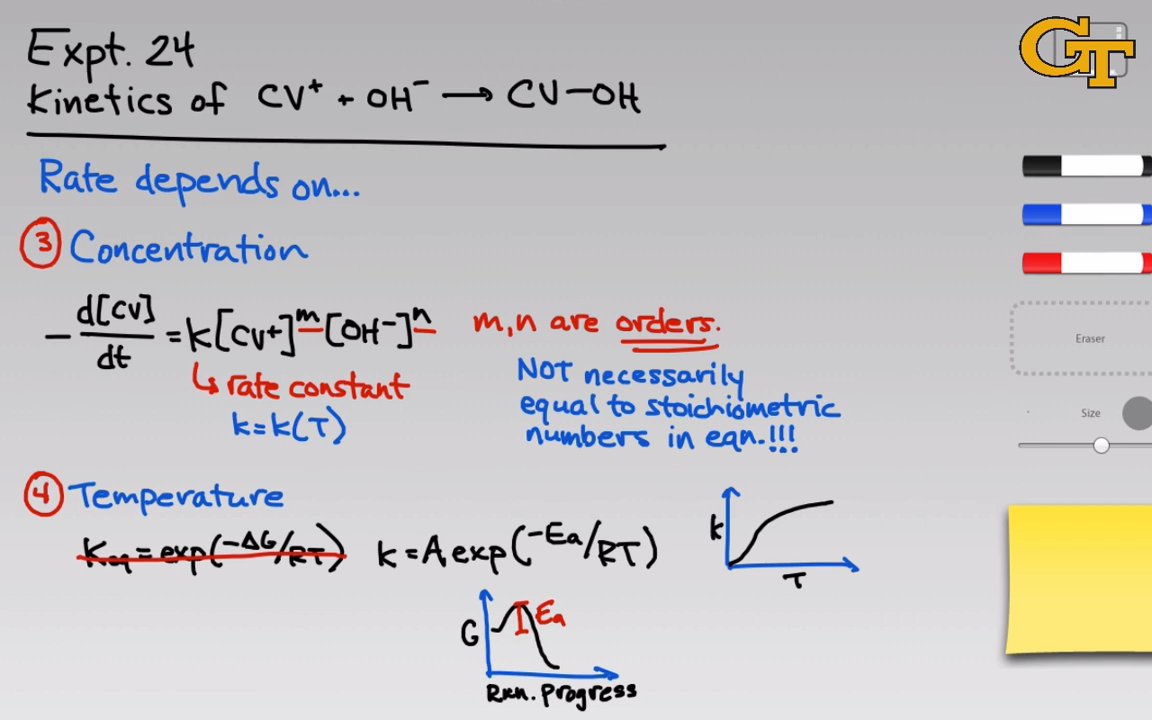 Expt. 24
Kinetics of CV⁺ + OH⁻ → CV-OH
Rate depends on...
③ Concentration
- d[CV]/dt = k[CV⁺]ᵐ[OH⁻]ⁿ
m,n are orders.
↳ rate constant
k=k(T)
NOT necessarily
equal to stoichiometric
numbers in eqn.!!!
④ Temperature
Keq = exp(-ΔG/RT)
k = A exp(-Ea/RT)
k
T
G
Ea
Rxn. Progress
GT
Eraser
Size